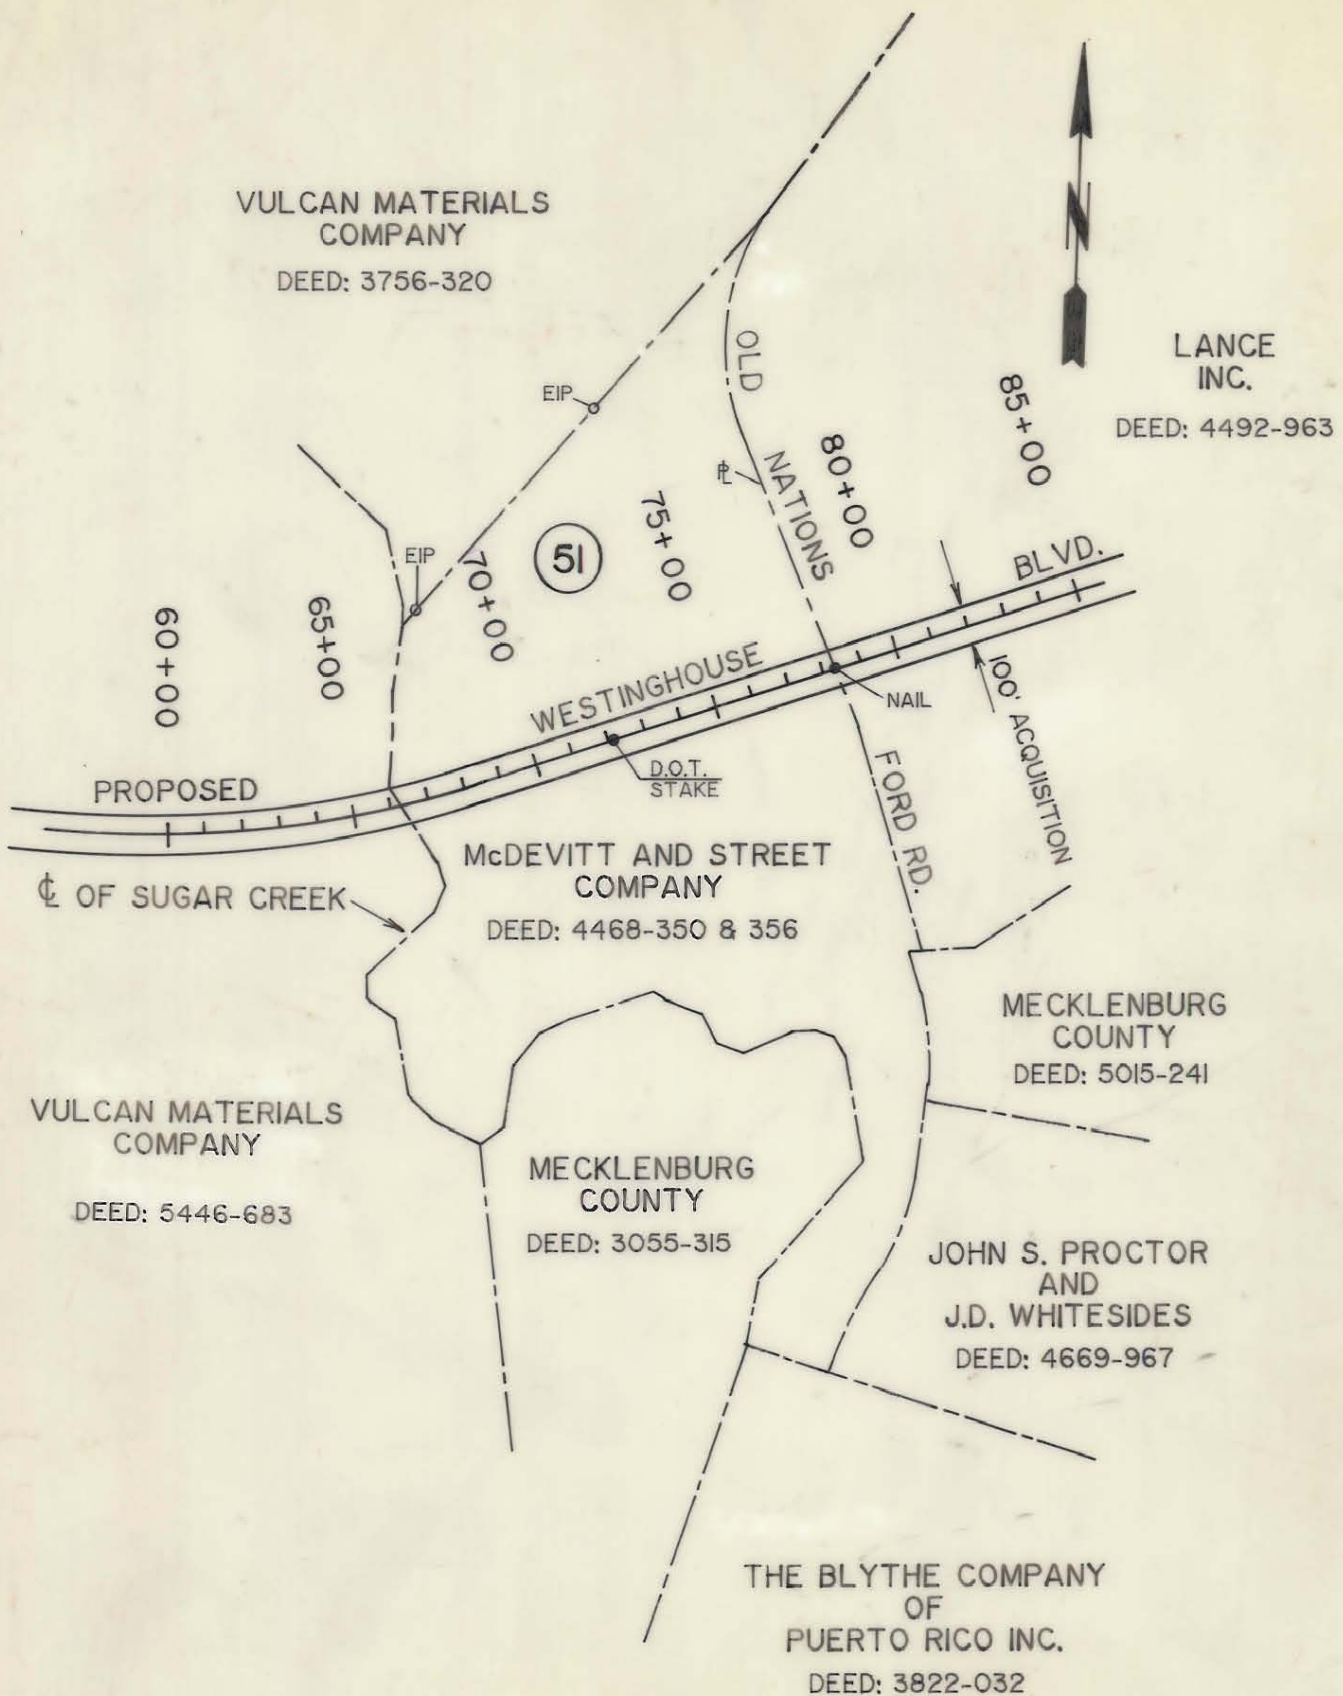 VULCAN MATERIALS
COMPANY
DEED: 3756-320
N
LANCE
INC.
DEED: 4492-963
OLD
NATIONS
FORD RD.
EIP
EIP
℄
51
60+00
65+00
70+00
75+00
80+00
85+00
PROPOSED
WESTINGHOUSE
BLVD.
NAIL
100' ACQUISITION
D.O.T.
STAKE
McDEVITT AND STREET
COMPANY
DEED: 4468-350 & 356
℄ OF SUGAR CREEK
MECKLENBURG
COUNTY
DEED: 5015-241
VULCAN MATERIALS
COMPANY
DEED: 5446-683
MECKLENBURG
COUNTY
DEED: 3055-315
JOHN S. PROCTOR
AND
J.D. WHITESIDES
DEED: 4669-967
THE BLYTHE COMPANY
OF
PUERTO RICO INC.
DEED: 3822-032